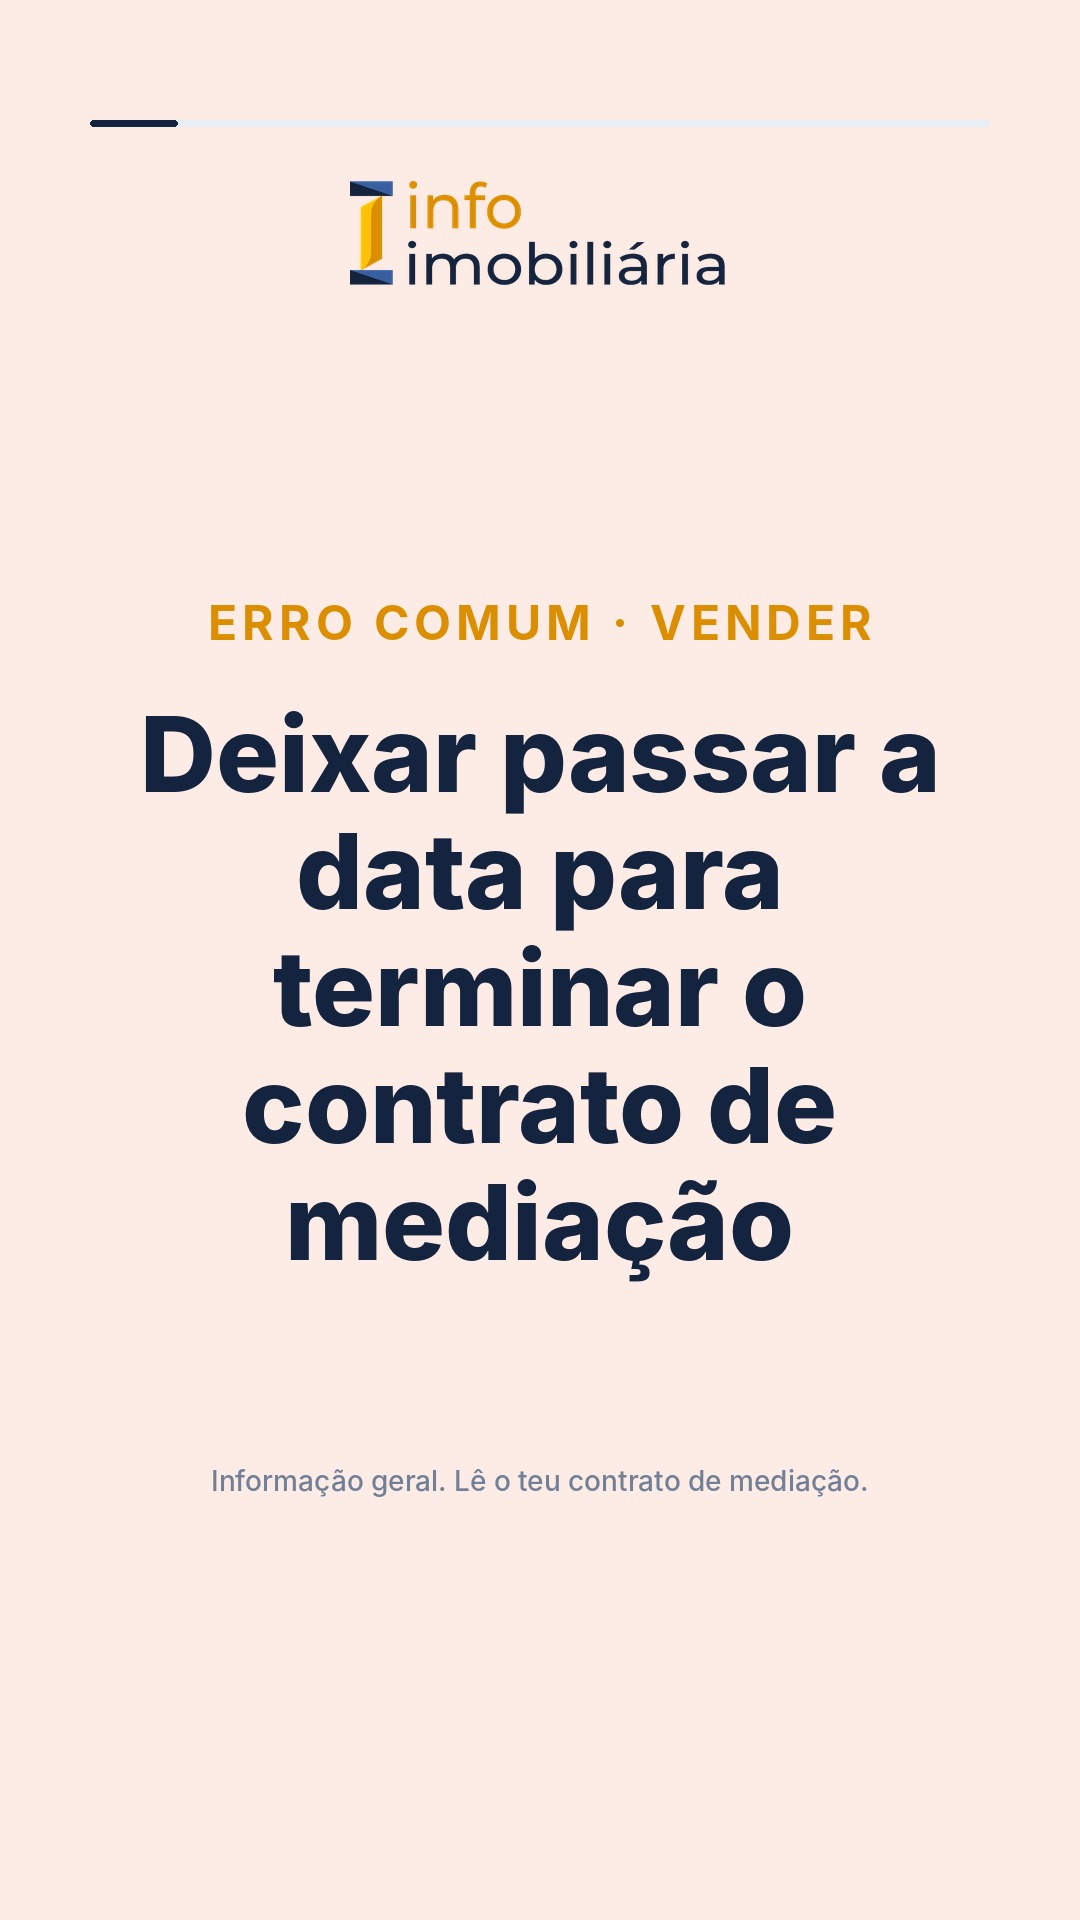 info
imobiliária
ERRO COMUM · VENDER
Deixar passar a
data para
terminar o
contrato de
mediação
Informação geral. Lê o teu contrato de mediação.